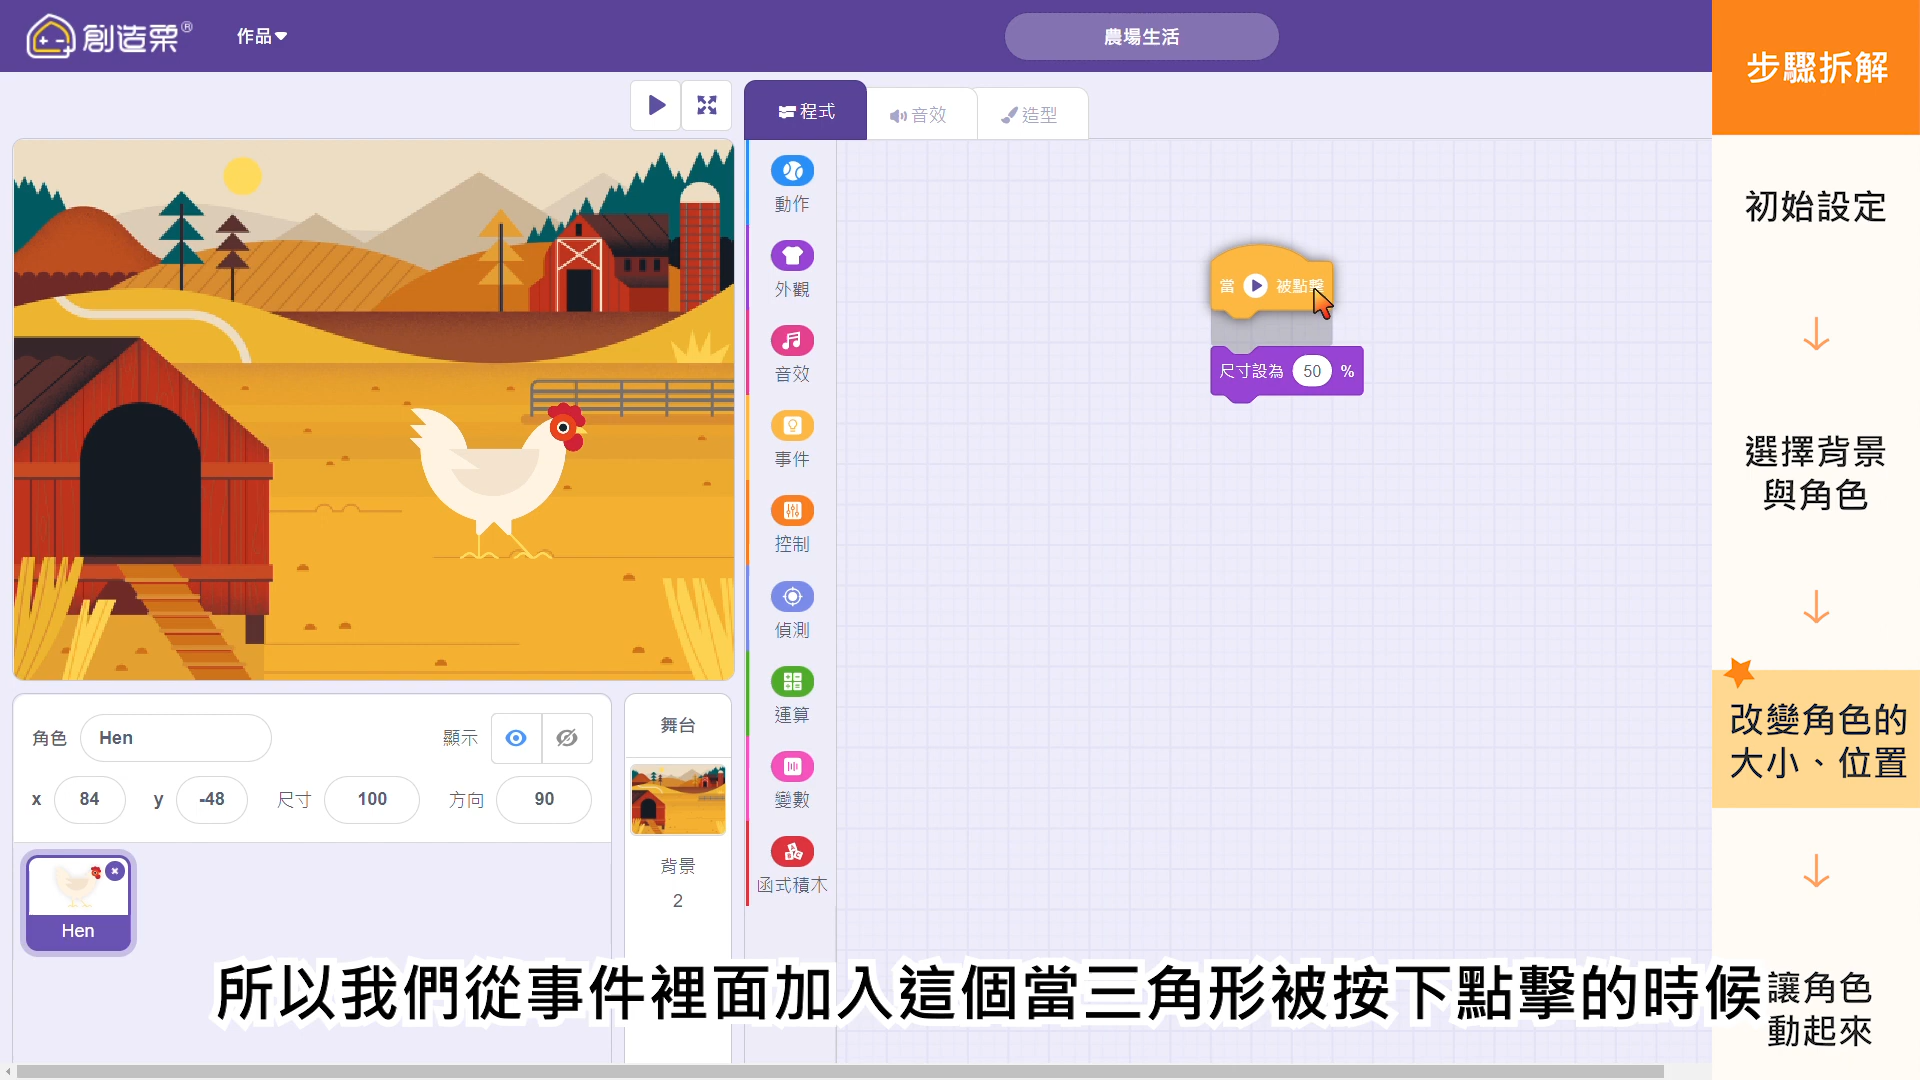 創造栗®
作品
農場生活
程式
音效
造型
動作
外觀
音效
事件
控制
偵測
運算
變數
函式積木
當 被點擊
尺寸設為 50 %
角色 Hen
顯示
x 84 y -48 尺寸 100 方向 90
Hen
舞台
背景
2
步驟拆解
初始設定
↓
選擇背景
與角色
↓
改變角色的
大小、位置
↓
讓角色
動起來
所以我們從事件裡面加入這個當三角形被按下點擊的時候